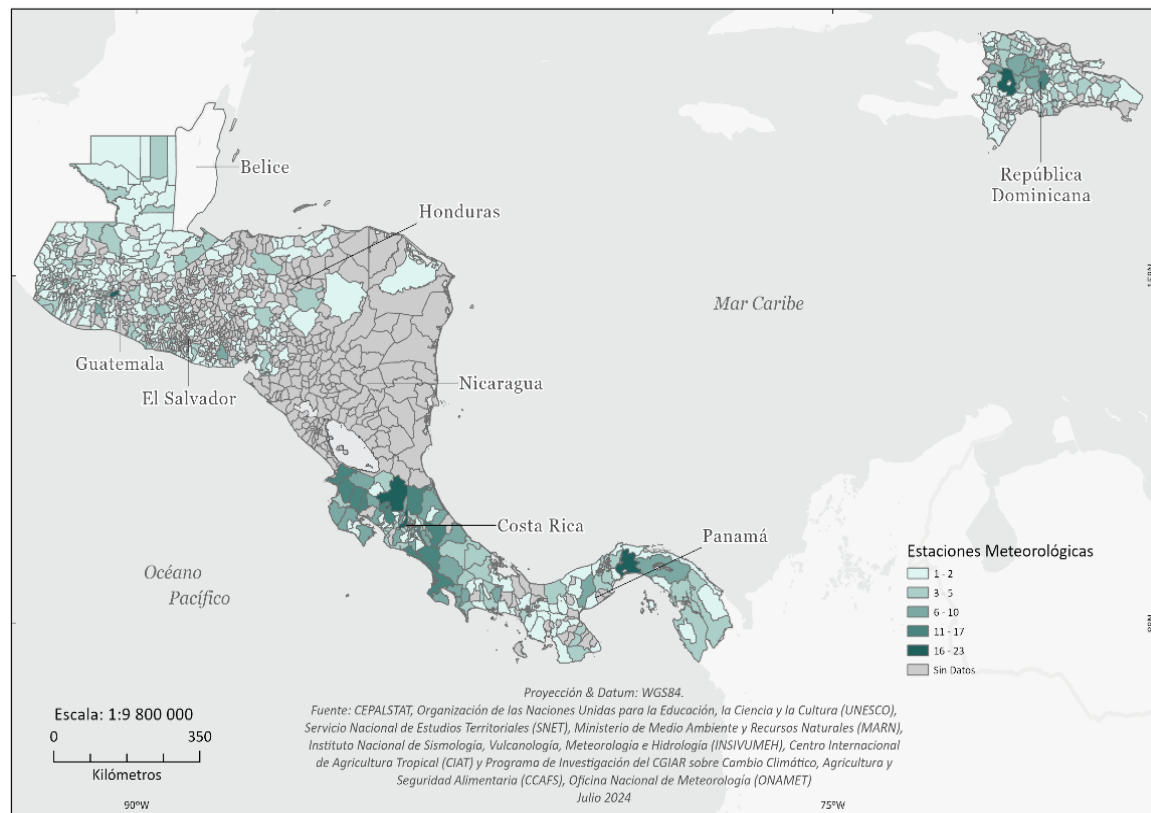 Belice
República
Dominicana
Honduras
15°N
Mar Caribe
Guatemala
El Salvador
Nicaragua
Costa Rica
Panamá
Océano
Pacífico
Estaciones Meteorológicas
1 - 2
3 - 5
6 - 10
11 - 17
16 - 23
Sin Datos
Proyección & Datum: WGS84.
Fuente: CEPALSTAT, Organización de las Naciones Unidas para la Educación, la Ciencia y la Cultura (UNESCO),
Servicio Nacional de Estudios Territoriales (SNET), Ministerio de Medio Ambiente y Recursos Naturales (MARN),
Instituto Nacional de Sismología, Vulcanología, Meteorologia e Hidrología (INSIVUMEH), Centro Internacional
de Agricultura Tropical (CIAT) y Programa de Investigación del CGIAR sobre Cambio Climático, Agricultura y
Seguridad Alimentaria (CCAFS), Oficina Nacional de Meteorología (ONAMET)
Julio 2024
Escala: 1:9 800 000
0 350
Kilómetros
90°W
75°W